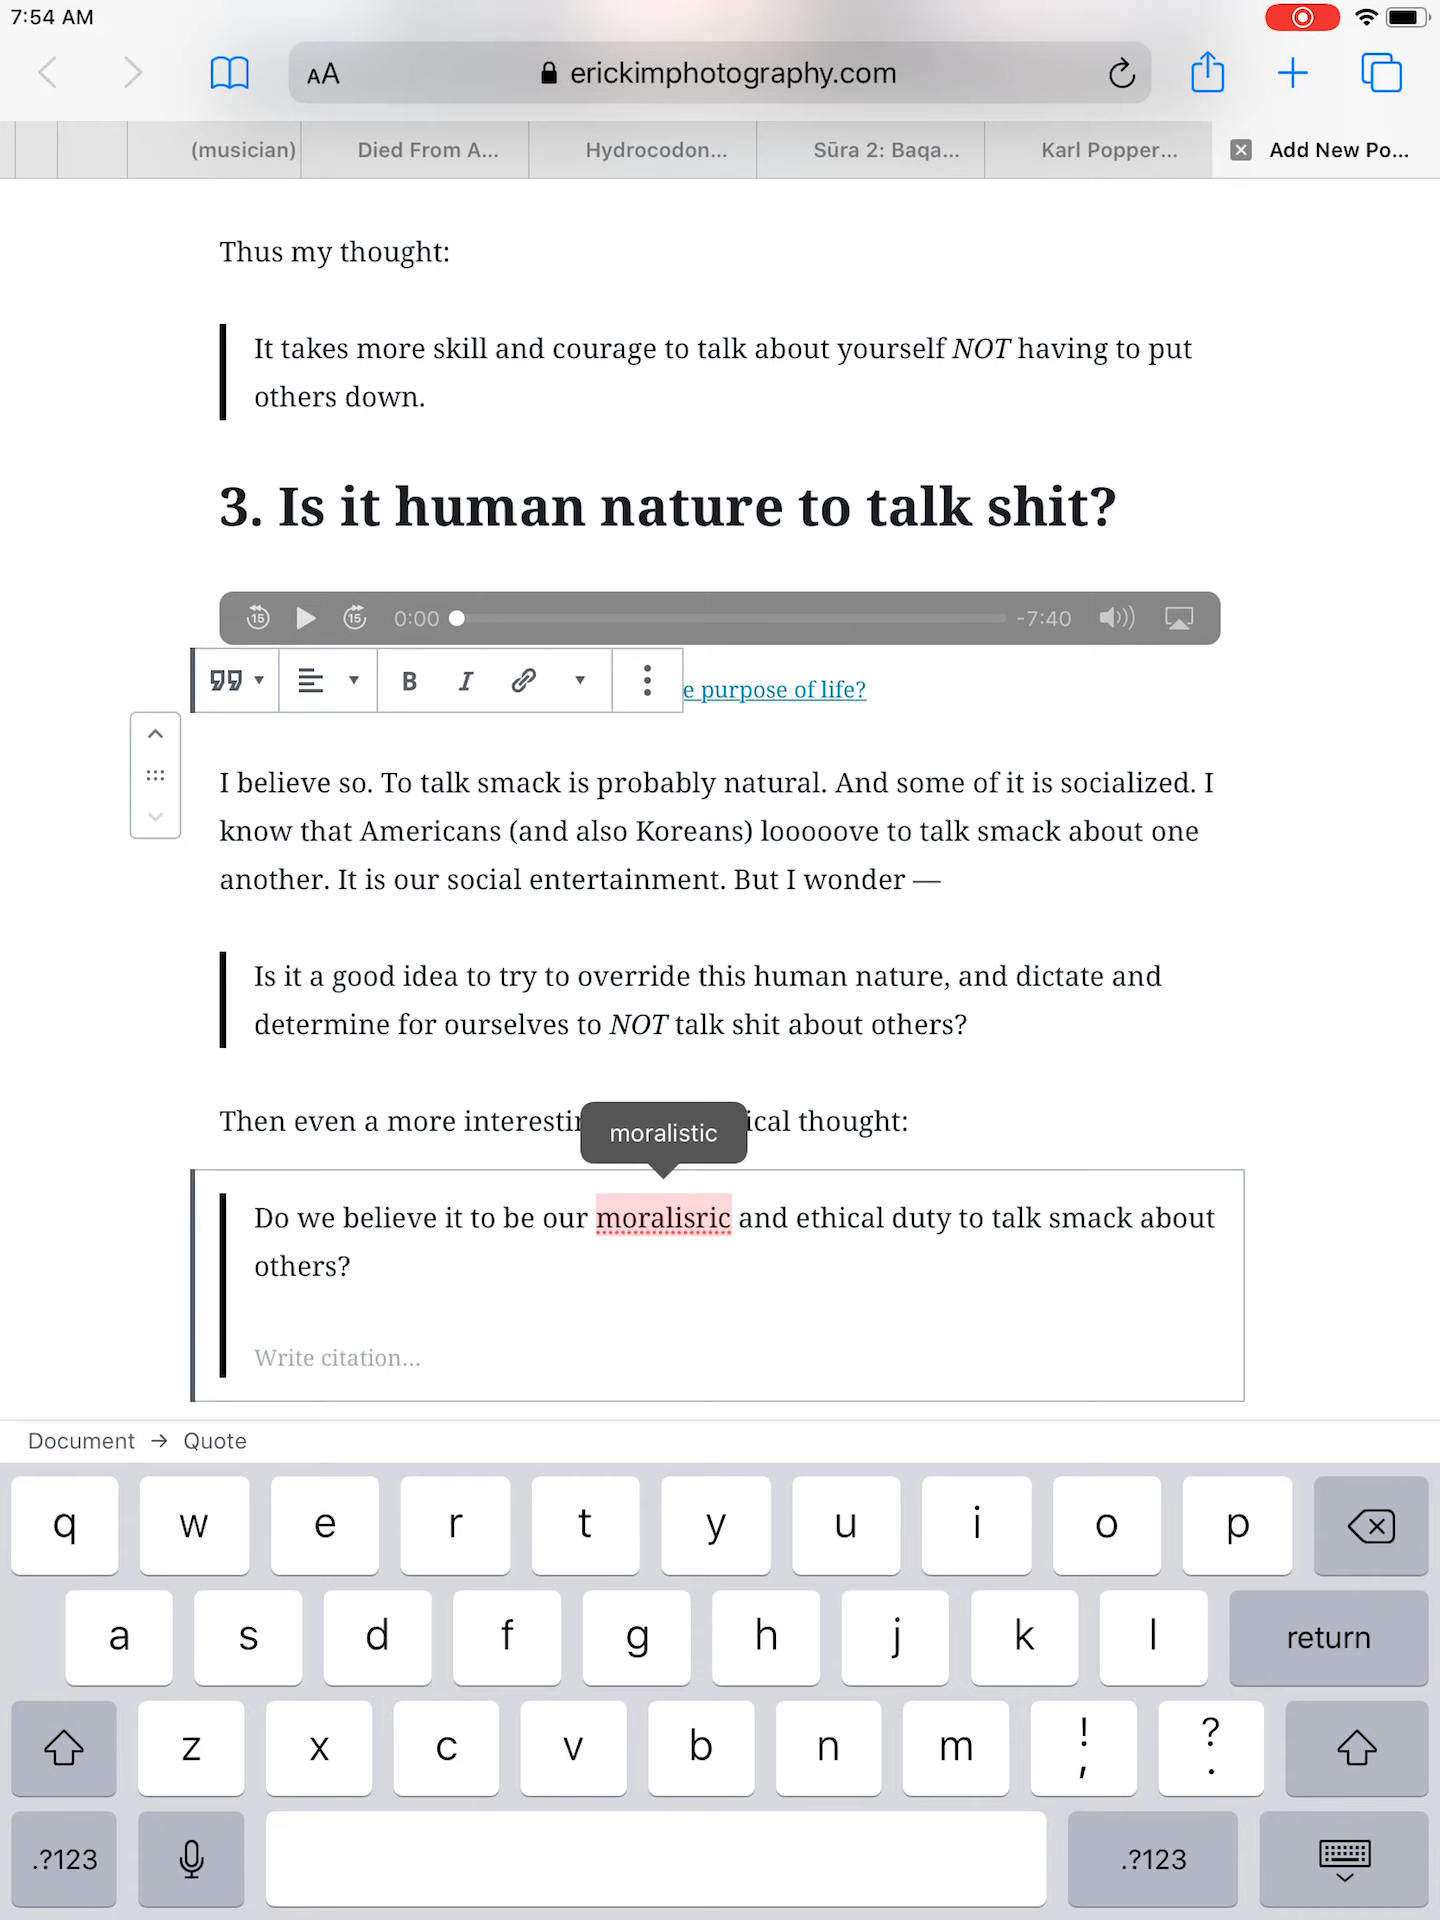 7:54 AM
AA
erickimphotography.com
(musician)
Died From A...
Hydrocodon...
Sūra 2: Baqa...
Karl Popper...
Add New Po...
Thus my thought:
It takes more skill and courage to talk about yourself NOT having to put
others down.
3. Is it human nature to talk shit?
15
15
0:00
-7:40
B I
e purpose of life?
I believe so. To talk smack is probably natural. And some of it is socialized. I
know that Americans (and also Koreans) looooove to talk smack about one
another. It is our social entertainment. But I wonder —
Is it a good idea to try to override this human nature, and dictate and
determine for ourselves to NOT talk shit about others?
Then even a more interestin
ical thought:
moralistic
Do we believe it to be our moralisric and ethical duty to talk smack about
others?
Write citation...
Document → Quote
q w e r t y u i o p
a s d f g h j k l return
z x c v b n m ! , ? .
.?123 .?123